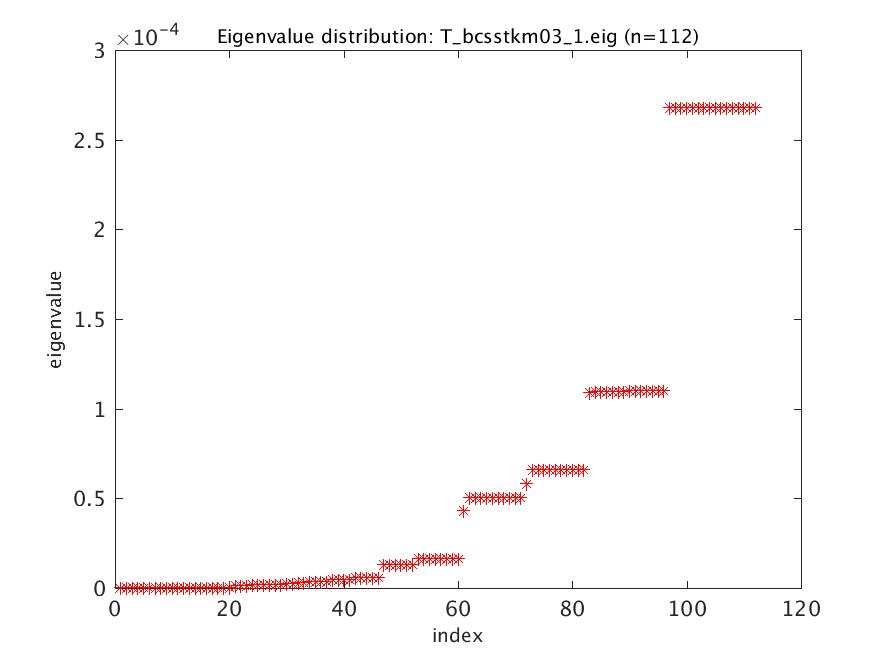 ×10⁻⁴
Eigenvalue distribution: T_bcsstkm03_1.eig (n=112)
3
2.5
2
1.5
1
0.5
0
eigenvalue
0 20 40 60 80 100 120
index